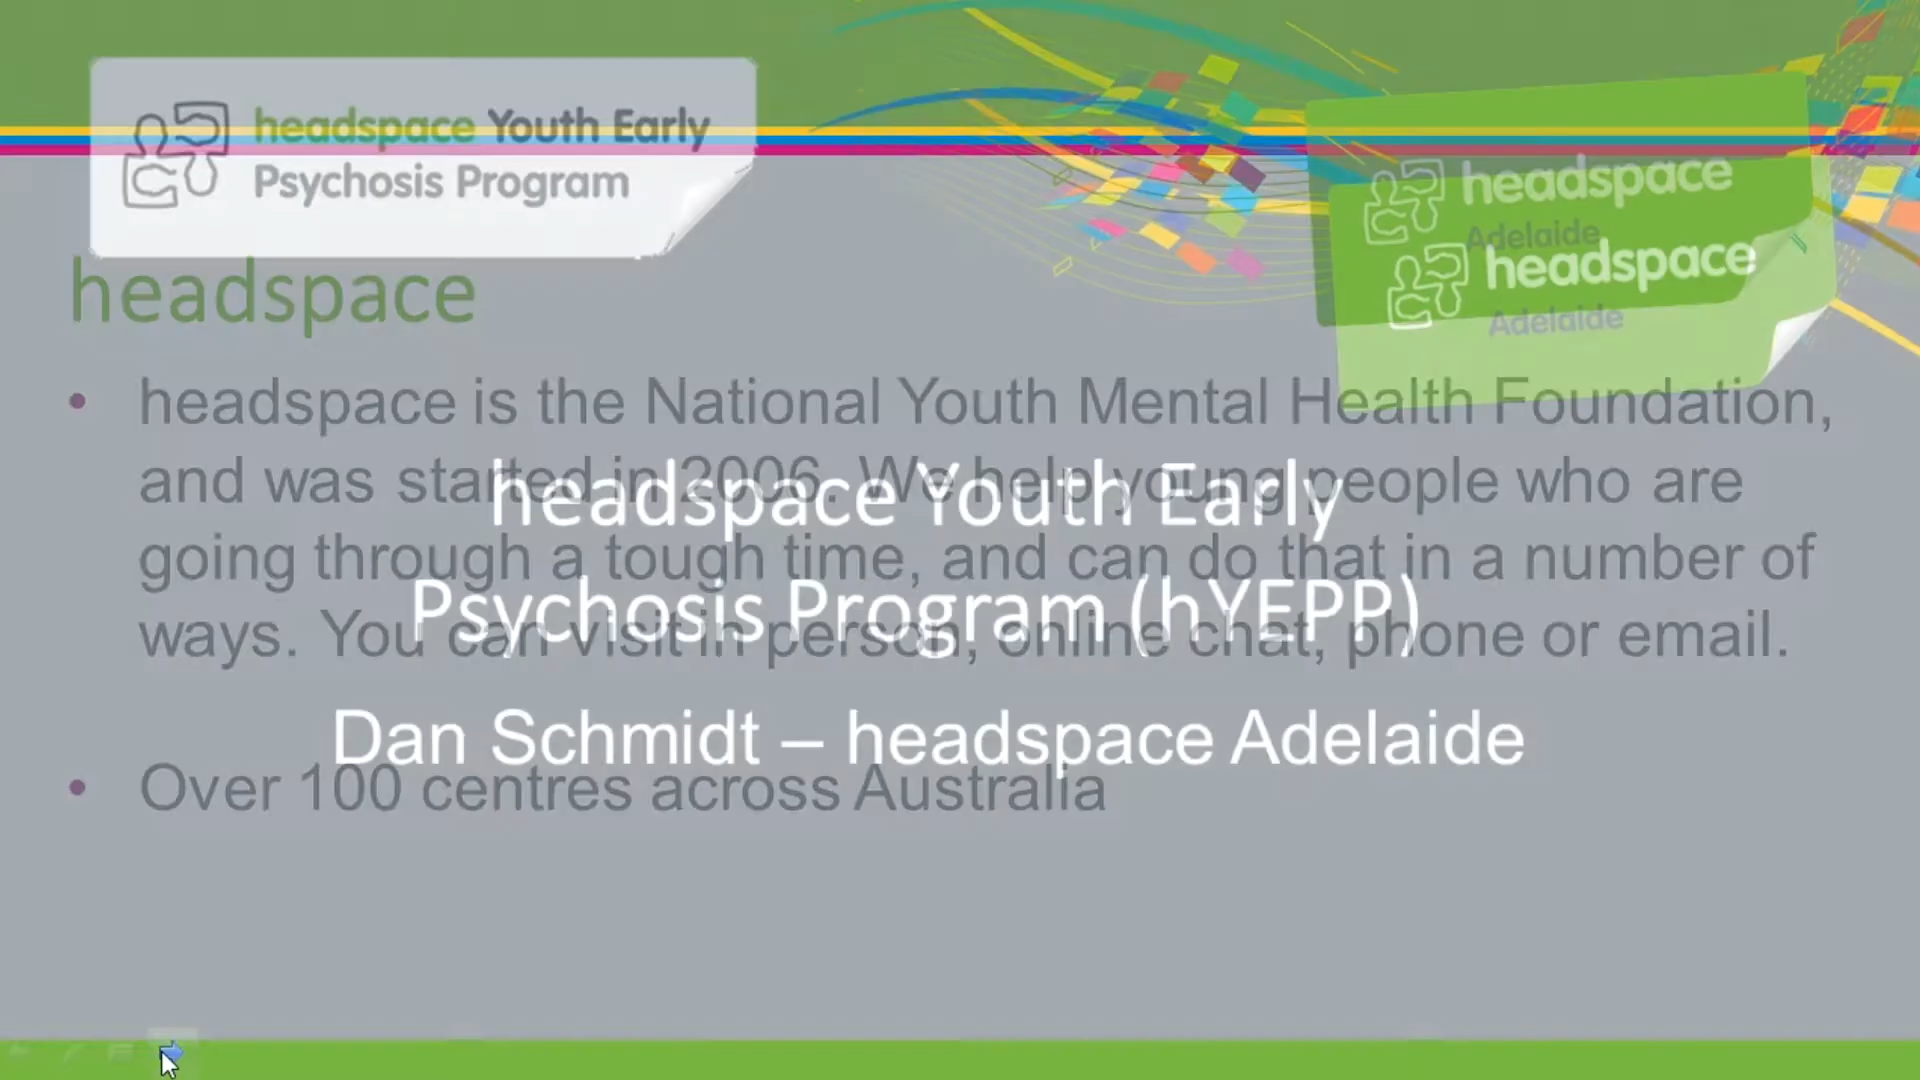 headspace Youth Early
Psychosis Program
headspace
Adelaide
headspace
Adelaide
headspace
• headspace is the National Youth Mental Health Foundation,
and was started in 2006. We help young people who are
going through a tough time, and can do that in a number of
ways. You can visit in person, online chat, phone or email.
• Over 100 centres across Australia
headspace Youth Early
Psychosis Program (hYEPP)
Dan Schmidt – headspace Adelaide